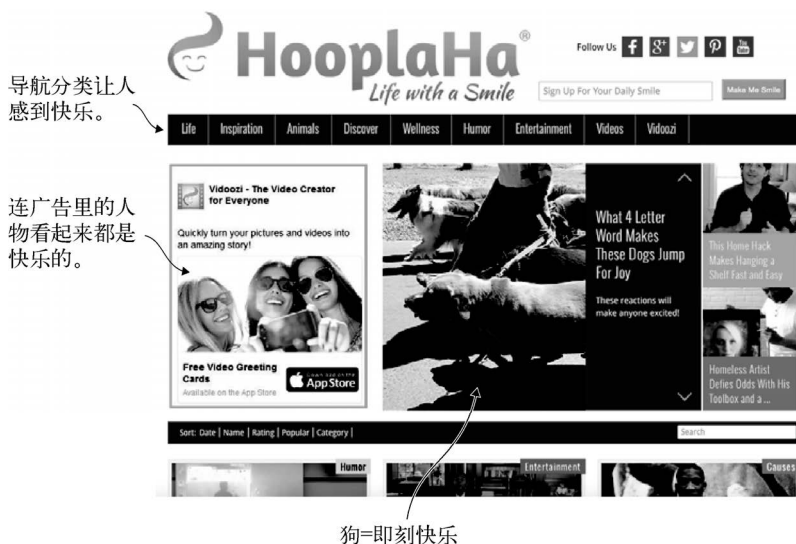 HooplaHa®
Life with a Smile
Follow Us f g+ P You Tube
Sign Up For Your Daily Smile Make Me Smile
导航分类让人
感到快乐。
Life Inspiration Animals Discover Wellness Humor Entertainment Videos Vidoozi
连广告里的人
物看起来都是
快乐的。
Vidoozi - The Video Creator
for Everyone
Quickly turn your pictures and videos into
an amazing story!
Free Video Greeting
Cards
Available on the App Store
Download on the
App Store
What 4 Letter
Word Makes
These Dogs Jump
For Joy
These reactions will
make anyone excited!
This Home Hack
Makes Hanging a
Shelf Fast and Easy
Homeless Artist
Defies Odds With His
Toolbox and a ...
Sort: Date | Name | Rating | Popular | Category |
Search
Humor
Entertainment
Causes
狗=即刻快乐